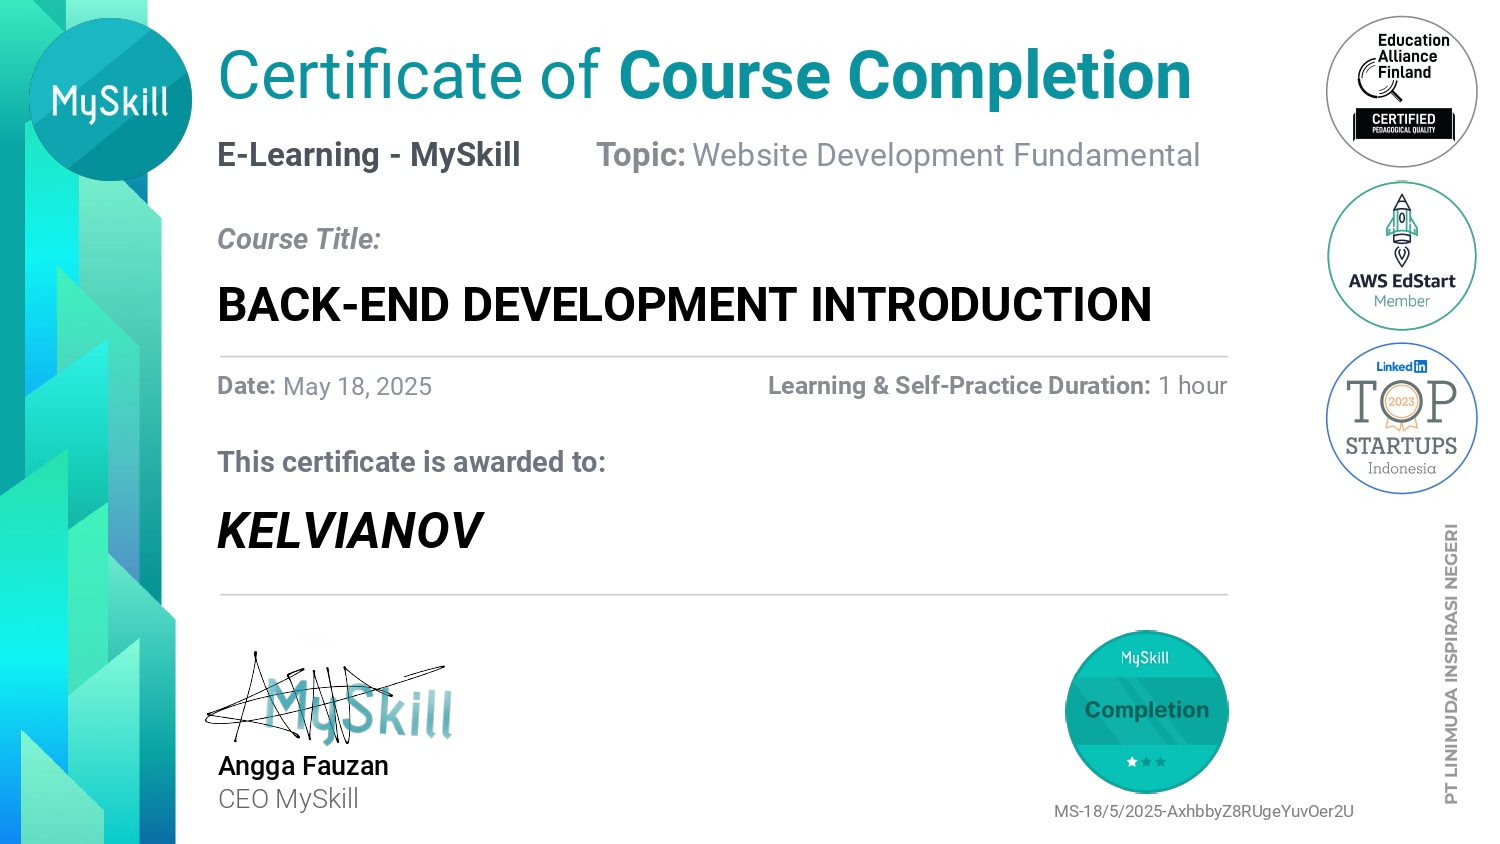 MySkill
Certificate of Course Completion
E-Learning - MySkill Topic: Website Development Fundamental
Course Title:
BACK-END DEVELOPMENT INTRODUCTION
Date: May 18, 2025 Learning & Self-Practice Duration: 1 hour
This certificate is awarded to:
KELVIANOV
MySkill
Angga Fauzan
CEO MySkill
MySkill
Completion
MS-18/5/2025-AxhbbyZ8RUgeYuvOer2U
Education
Alliance
Finland
CERTIFIED
PEDAGOGICAL QUALITY
AWS EdStart
Member
Linked in
TOP
2023
STARTUPS
Indonesia
PT LINIMUDA INSPIRASI NEGERI